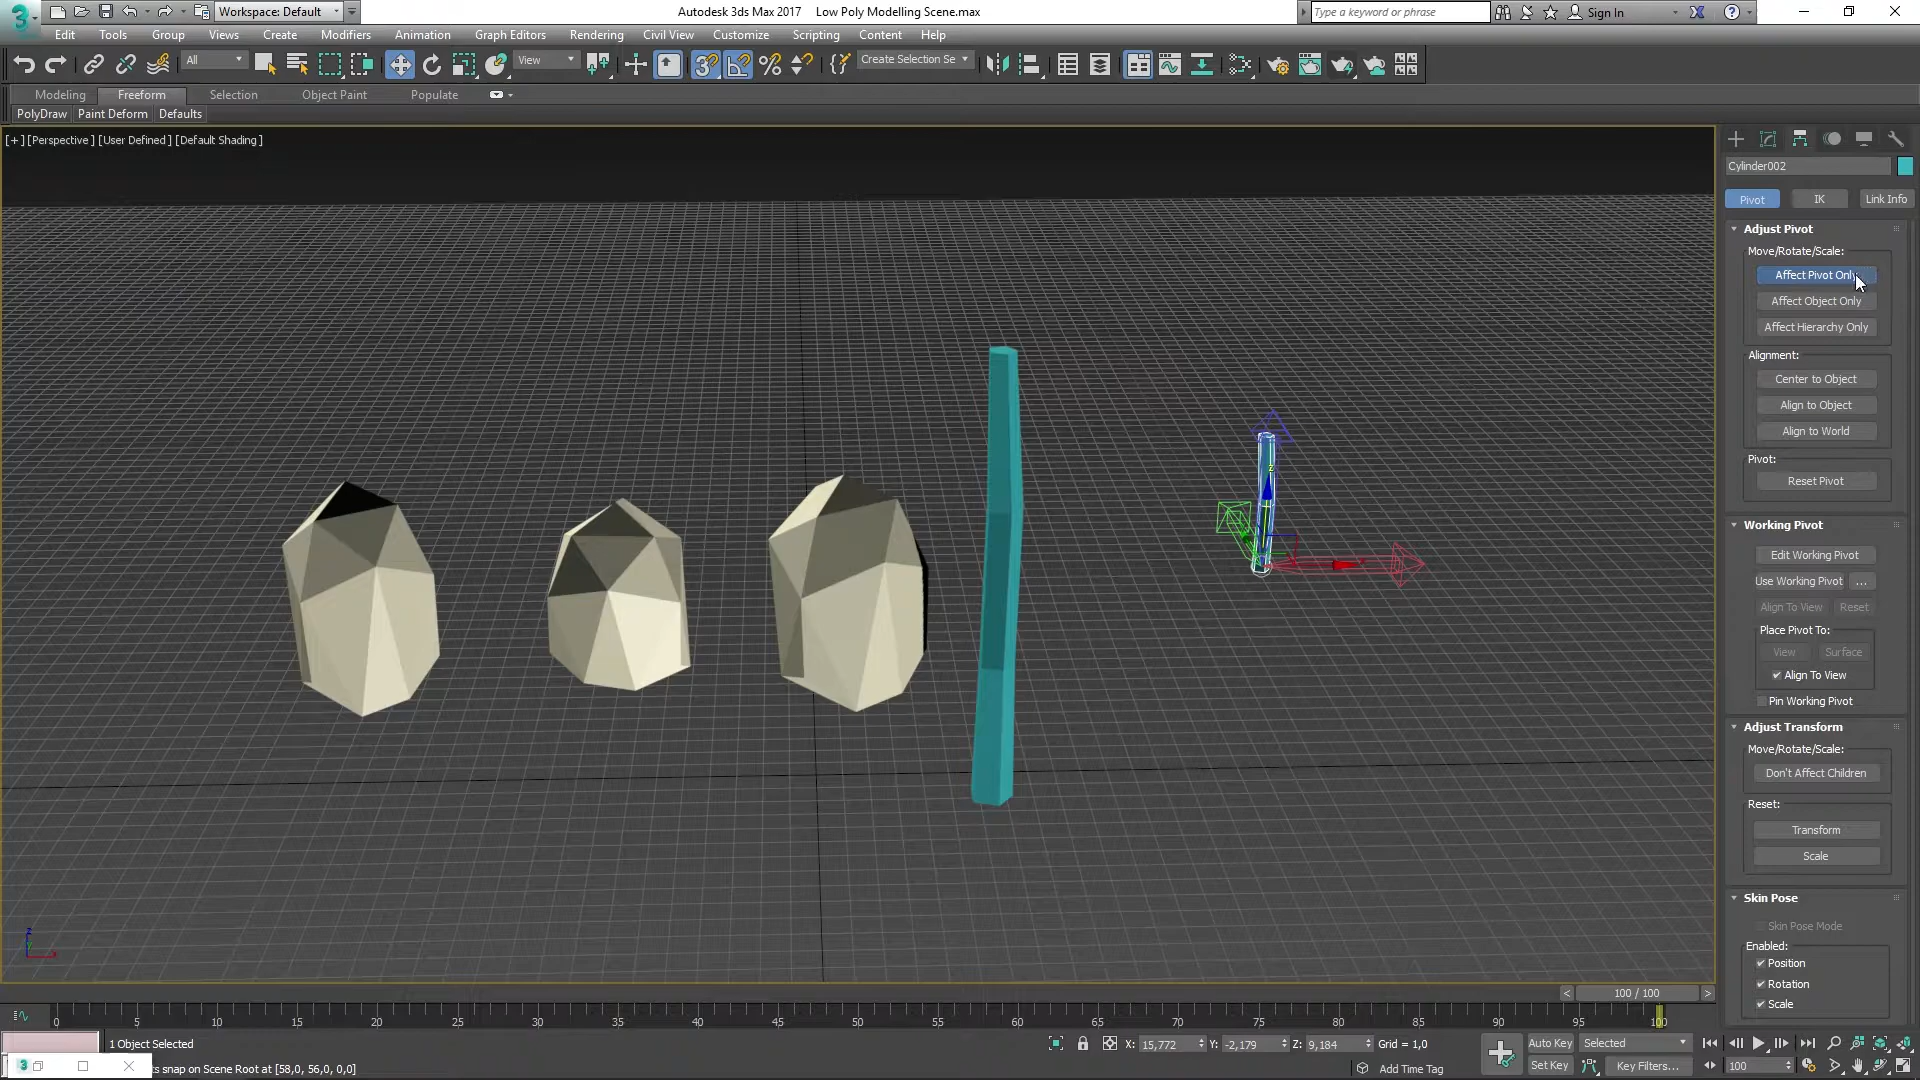 Workspace: Default
Autodesk 3ds Max 2017 Low Poly Modelling Scene.max
Type a keyword or phrase
Sign In
Edit Tools Group Views Create Modifiers Animation Graph Editors Rendering Civil View Customize Scripting Content Help
All
View
Create Selection Se
Modeling Freeform Selection Object Paint Populate
PolyDraw Paint Deform Defaults
[+] [Perspective ] [User Defined ] [Default Shading ]
Cylinder002
Pivot IK Link Info
Adjust Pivot
Move/Rotate/Scale:
Affect Pivot Only
Affect Object Only
Affect Hierarchy Only
Alignment:
Center to Object
Align to Object
Align to World
Pivot:
Reset Pivot
Working Pivot
Edit Working Pivot
Use Working Pivot ...
Align To View Reset
Place Pivot To:
View Surface
Align To View
Pin Working Pivot
Adjust Transform
Move/Rotate/Scale:
Don't Affect Children
Reset:
Transform
Scale
Skin Pose
Skin Pose Mode
Enabled:
Position
Rotation
Scale
z
z
< 100 / 100 >
0 5 10 15 20 25 30 35 40 45 50 55 60 65 70 75 80 85 90 95 100
1 Object Selected
X: 15,772 Y: -2,179 Z: 9,184 Grid = 1,0
Auto Key Selected
ts snap on Scene Root at [58,0, 56,0, 0,0]
Add Time Tag
Set Key Key Filters... 100